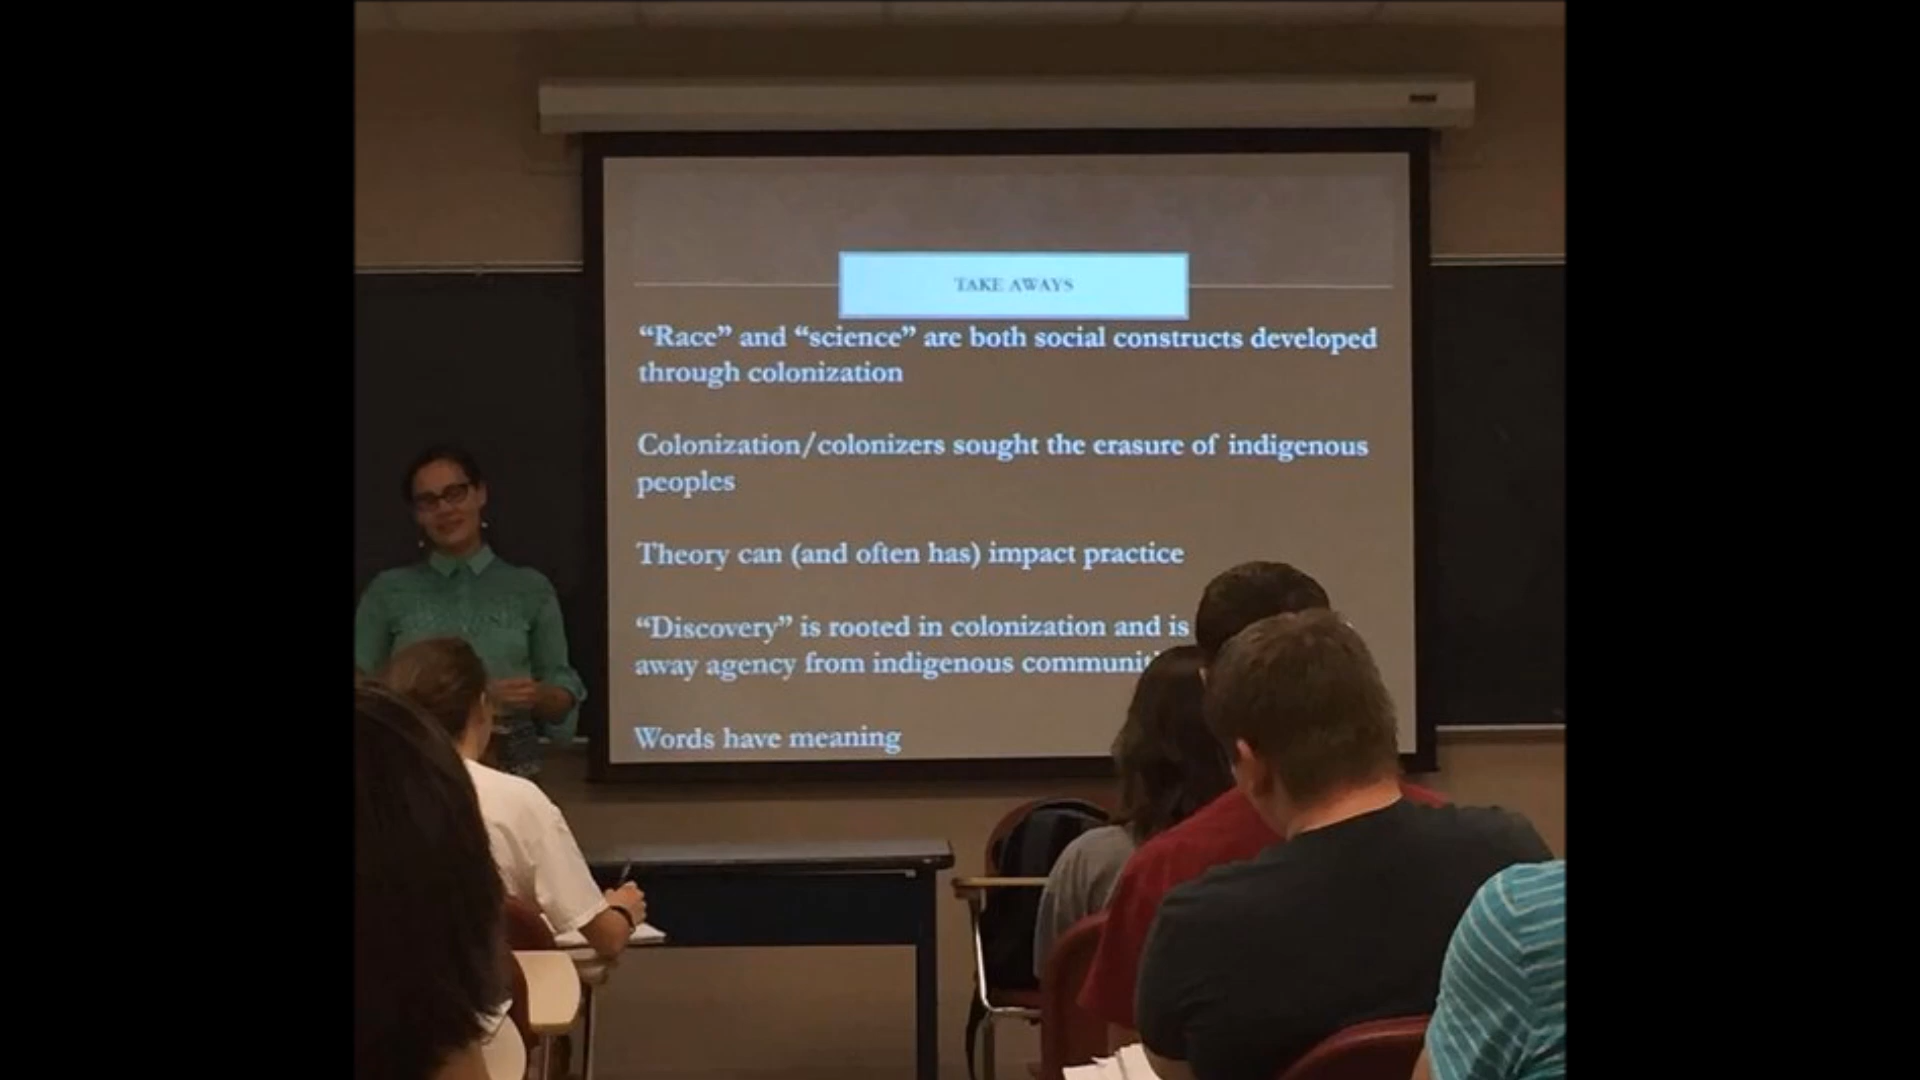 TAKE AWAYS
“Race” and “science” are both social constructs developed
through colonization
Colonization/colonizers sought the erasure of indigenous
peoples
Theory can (and often has) impact practice
“Discovery” is rooted in colonization and is
away agency from indigenous
Words have meaning